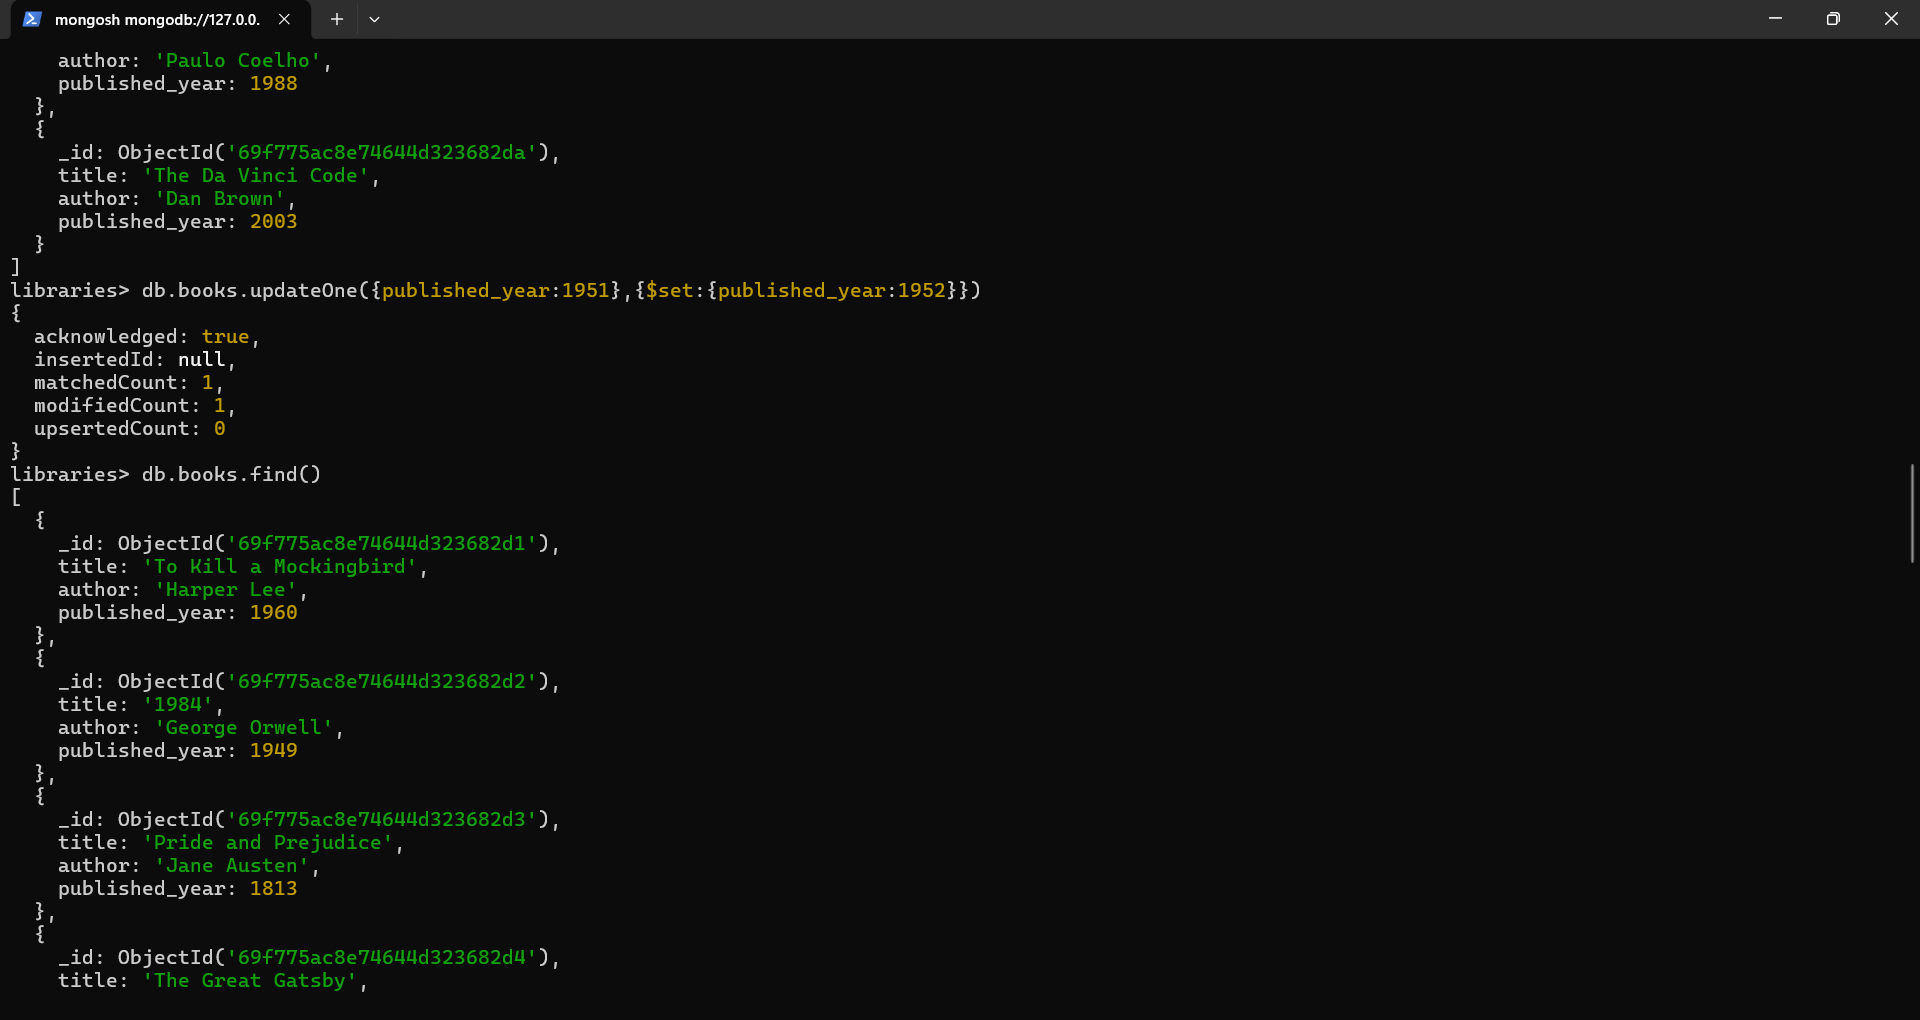 mongosh mongodb://127.0.0.
author: 'Paulo Coelho',
published_year: 1988
},
{
_id: ObjectId('69f775ac8e74644d323682da'),
title: 'The Da Vinci Code',
author: 'Dan Brown',
published_year: 2003
}
]
libraries> db.books.updateOne({published_year:1951},{$set:{published_year:1952}})
{
acknowledged: true,
insertedId: null,
matchedCount: 1,
modifiedCount: 1,
upsertedCount: 0
}
libraries> db.books.find()
[
{
_id: ObjectId('69f775ac8e74644d323682d1'),
title: 'To Kill a Mockingbird',
author: 'Harper Lee',
published_year: 1960
},
{
_id: ObjectId('69f775ac8e74644d323682d2'),
title: '1984',
author: 'George Orwell',
published_year: 1949
},
{
_id: ObjectId('69f775ac8e74644d323682d3'),
title: 'Pride and Prejudice',
author: 'Jane Austen',
published_year: 1813
},
{
_id: ObjectId('69f775ac8e74644d323682d4'),
title: 'The Great Gatsby',